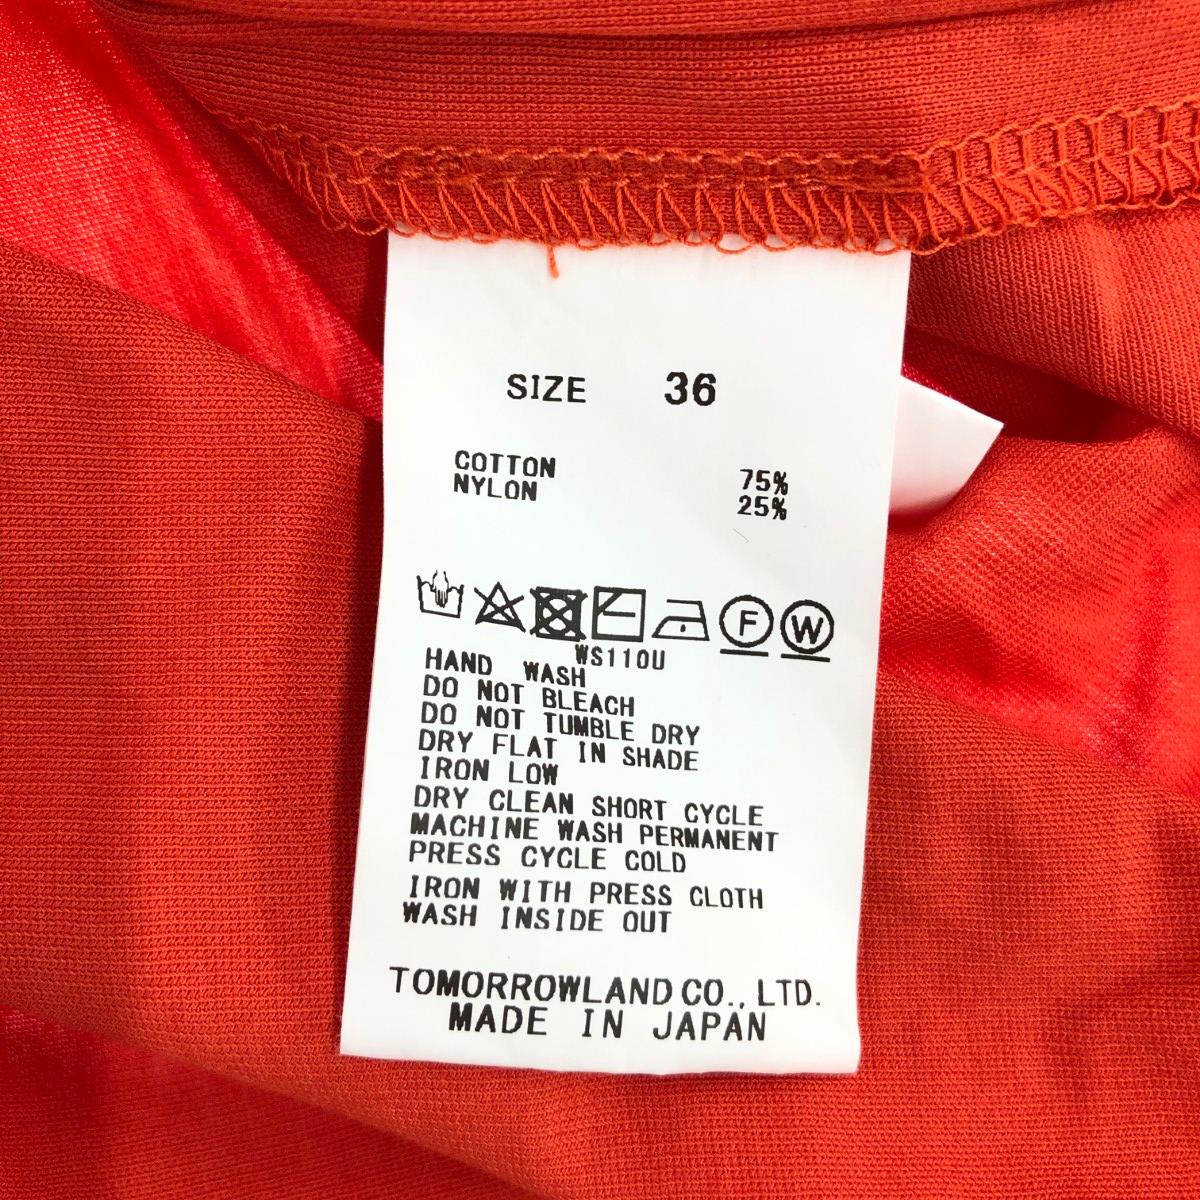 SIZE 36
COTTON 75%
NYLON 25%
F W
WS110U
HAND WASH
DO NOT BLEACH
DO NOT TUMBLE DRY
DRY FLAT IN SHADE
IRON LOW
DRY CLEAN SHORT CYCLE
MACHINE WASH PERMANENT
PRESS CYCLE COLD
IRON WITH PRESS CLOTH
WASH INSIDE OUT
TOMORROWLAND CO., LTD.
MADE IN JAPAN